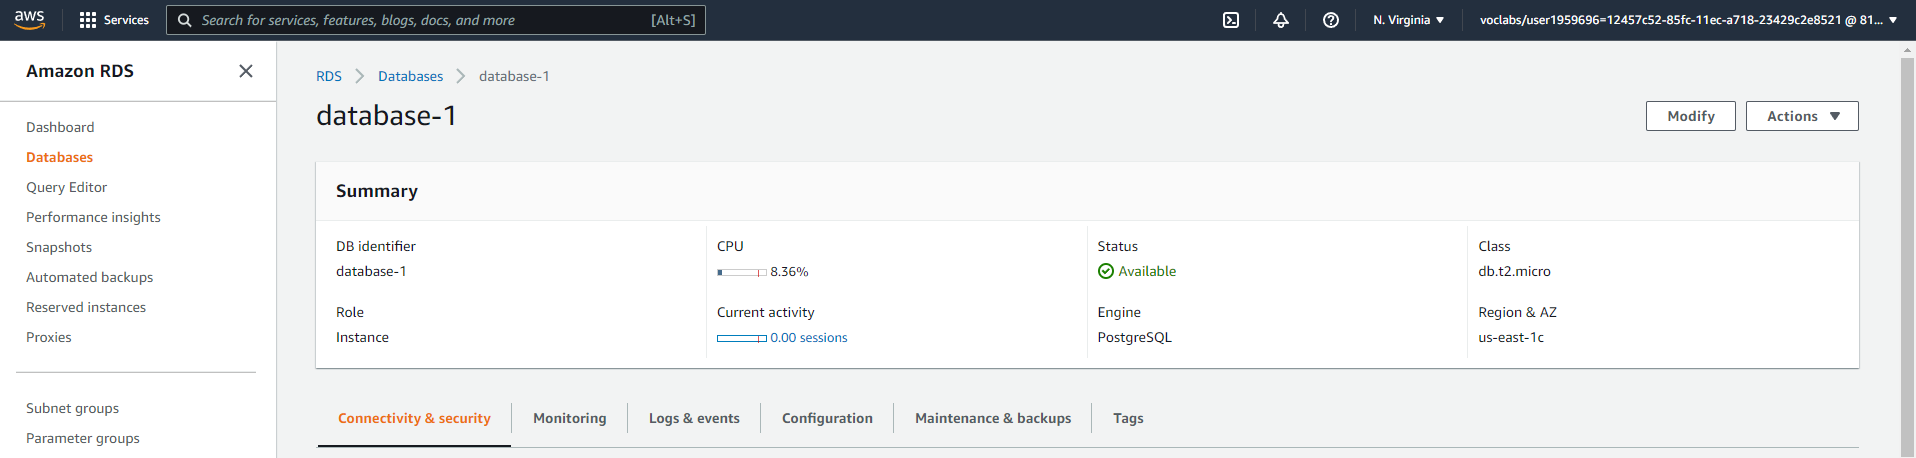 aws Services Search for services, features, blogs, docs, and more [Alt+S] N. Virginia voclabs/user1959696=12457c52-85fc-11ec-a718-23429c2e8521 @ 81...
Amazon RDS
Dashboard
Databases
Query Editor
Performance insights
Snapshots
Automated backups
Reserved instances
Proxies
Subnet groups
Parameter groups
RDS Databases database-1
database-1
Modify Actions
Summary
DB identifier CPU Status Class
database-1 8.36% Available db.t2.micro
Role Current activity Engine Region & AZ
Instance 0.00 sessions PostgreSQL us-east-1c
Connectivity & security Monitoring Logs & events Configuration Maintenance & backups Tags